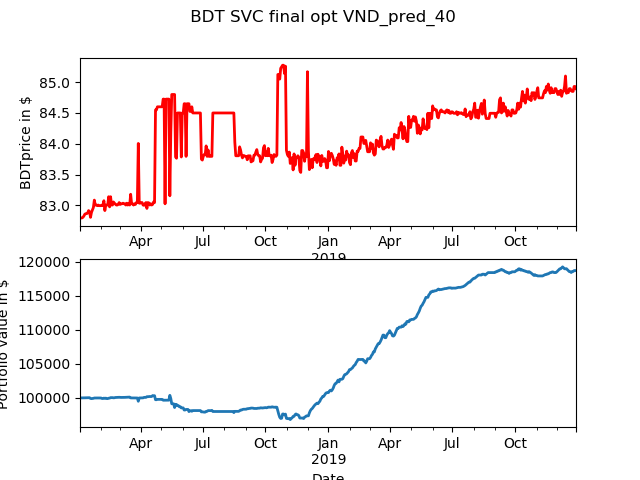 BDT SVC final opt VND_pred_40
BDTprice in $
85.0
84.5
84.0
83.5
83.0
Apr Jul Oct Jan Apr Jul Oct
2019
Portfolio Value in $
120000
115000
110000
105000
100000
Apr Jul Oct Jan Apr Jul Oct
2019
Date